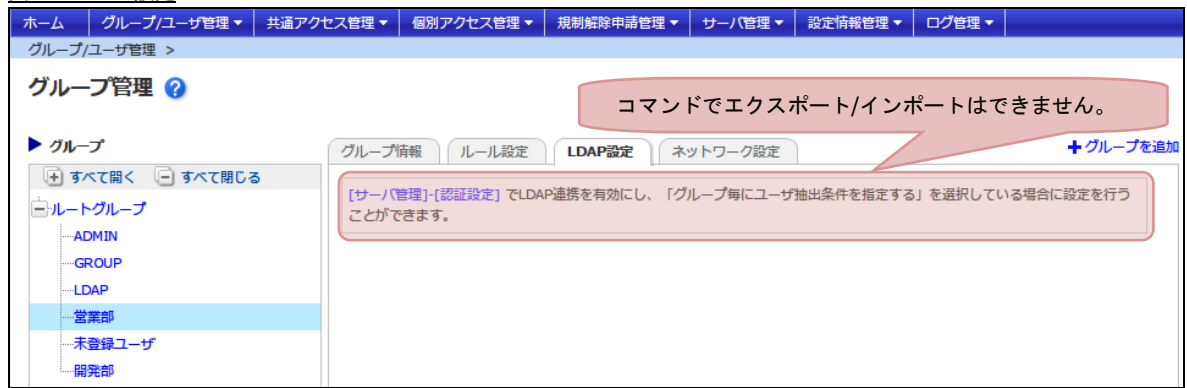 ホーム グループ/ユーザ管理▼ 共通アクセス管理▼ 個別アクセス管理▼ 規制解除申請管理▼ サーバ管理▼ 設定情報管理▼ ログ管理▼
グループ/ユーザ管理 >
グループ管理 ?
コマンドでエクスポート/インポートはできません。
▶ グループ
グループ情報 ルール設定 LDAP設定 ネットワーク設定
+グループを追加
+ すべて開く - すべて閉じる
[サーバ管理]-[認証設定] でLDAP連携を有効にし、「グループ毎にユーザ抽出条件を指定する」を選択している場合に設定を行う
ことができます。
ルートグループ
ADMIN
GROUP
LDAP
営業部
未登録ユーザ
開発部